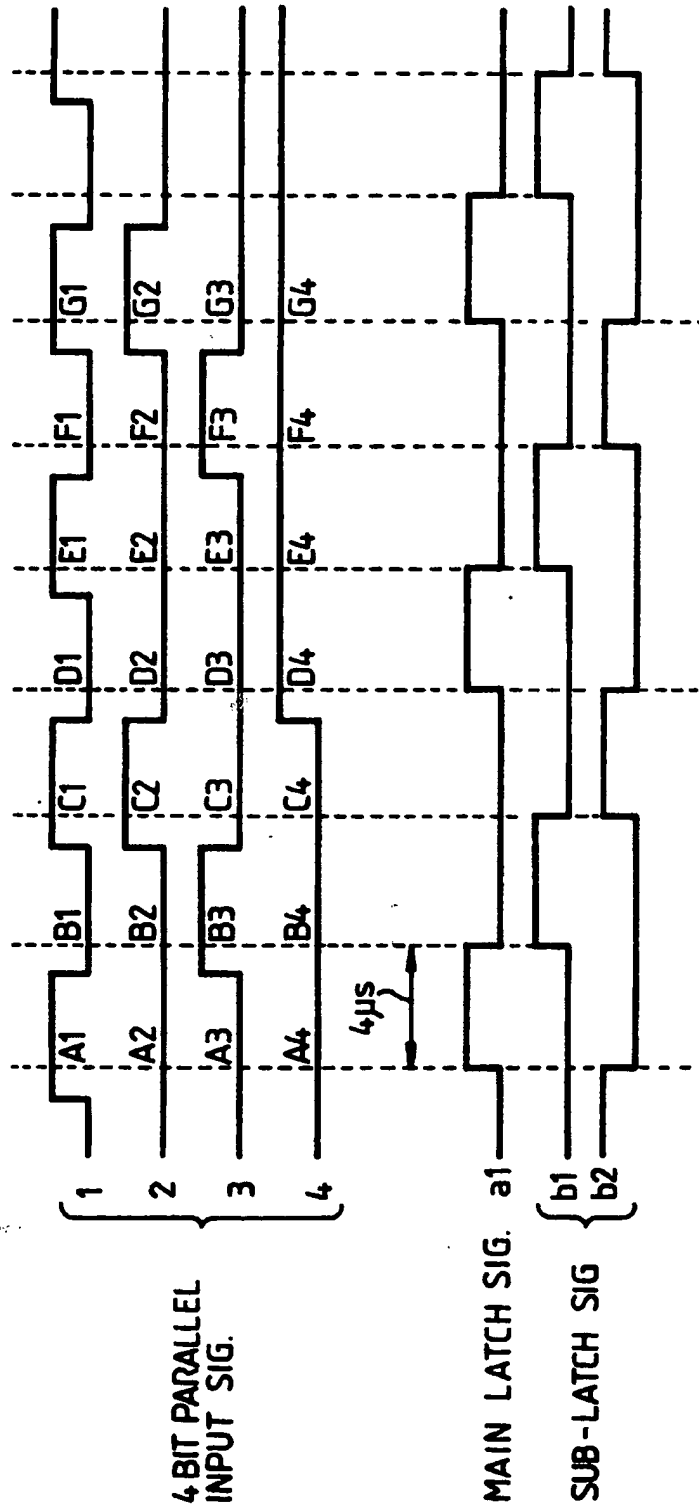 4 BIT PARALLEL
INPUT SIG.
1 A1 B1 C1 D1 E1 F1 G1
2 A2 B2 C2 D2 E2 F2 G2
3 A3 B3 C3 D3 E3 F3 G3
4 A4 B4 C4 D4 E4 F4 G4
4µs
MAIN LATCH SIG. a1
SUB-LATCH SIG
b1
b2